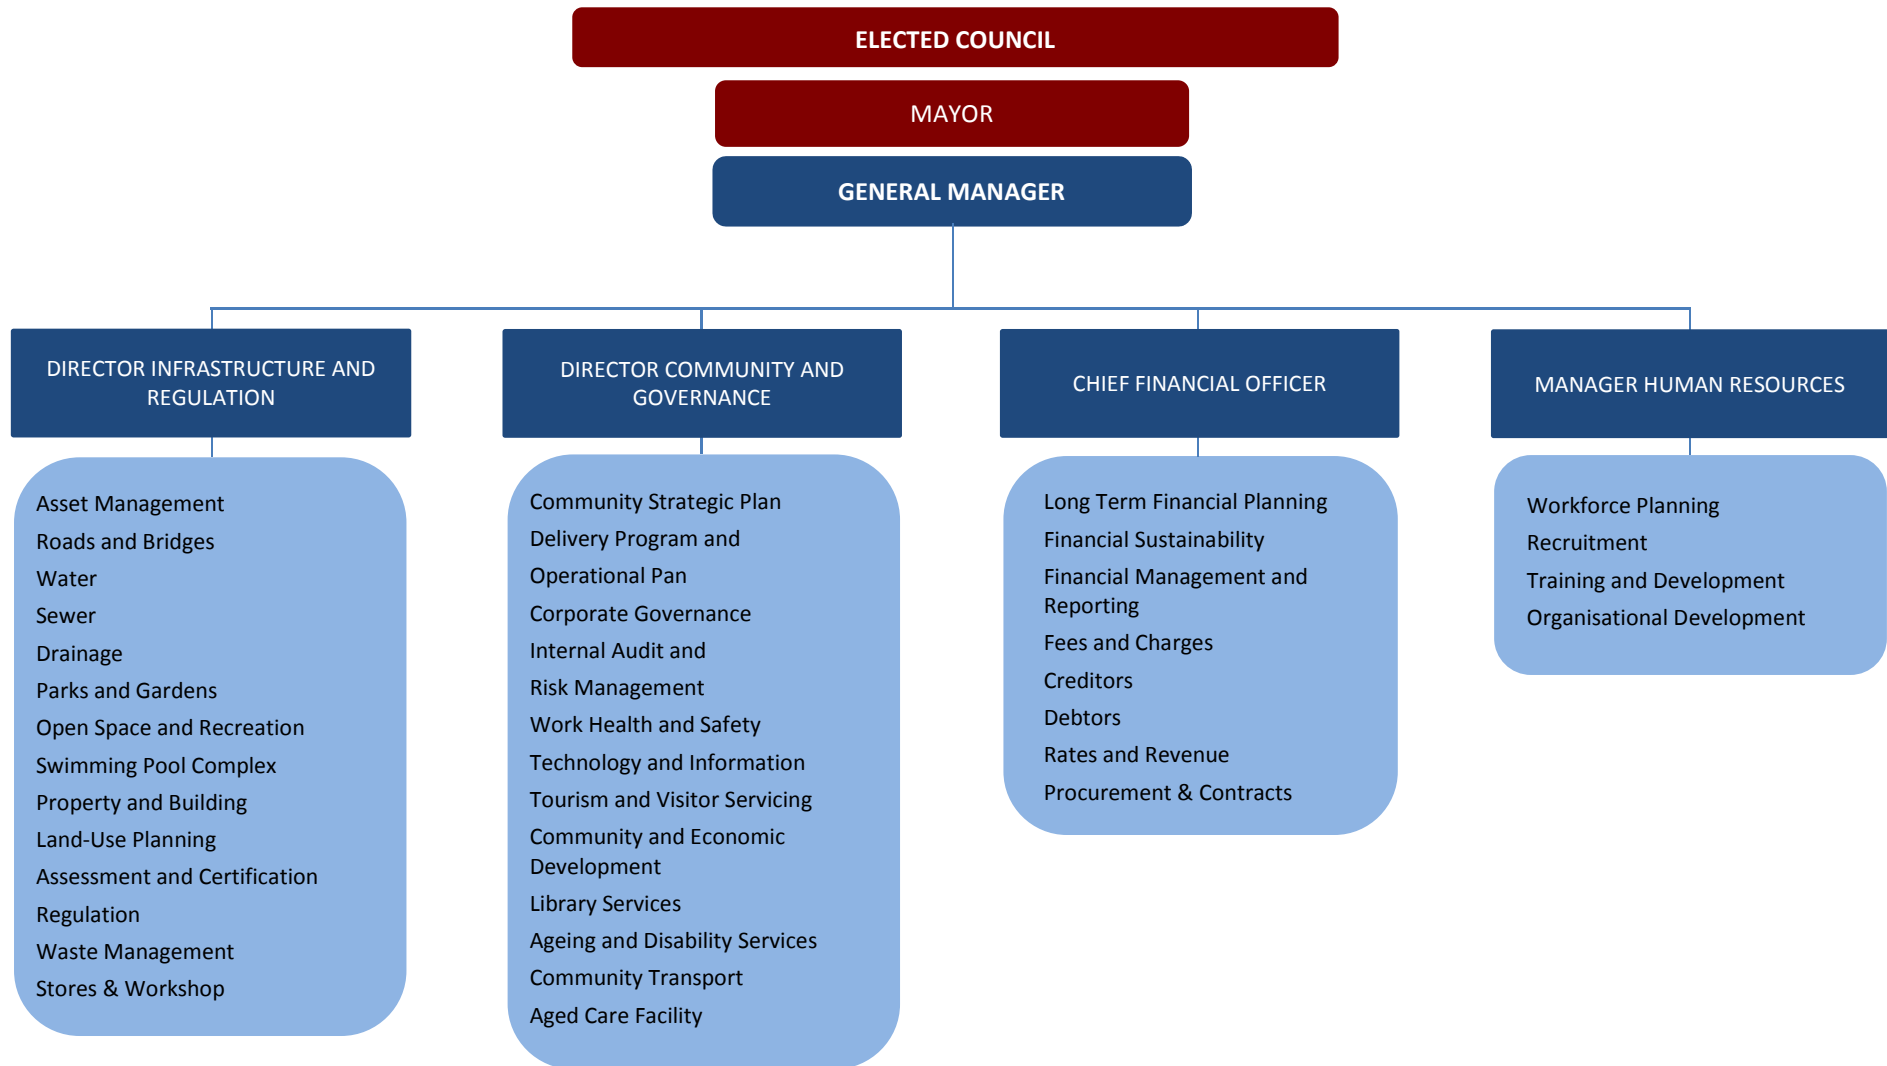 ELECTED COUNCIL
MAYOR
GENERAL MANAGER
DIRECTOR INFRASTRUCTURE AND
REGULATION
Asset Management
Roads and Bridges
Water
Sewer
Drainage
Parks and Gardens
Open Space and Recreation
Swimming Pool Complex
Property and Building
Land-Use Planning
Assessment and Certification
Regulation
Waste Management
Stores & Workshop
DIRECTOR COMMUNITY AND
GOVERNANCE
Community Strategic Plan
Delivery Program and
Operational Pan
Corporate Governance
Internal Audit and
Risk Management
Work Health and Safety
Technology and Information
Tourism and Visitor Servicing
Community and Economic
Development
Library Services
Ageing and Disability Services
Community Transport
Aged Care Facility
CHIEF FINANCIAL OFFICER
Long Term Financial Planning
Financial Sustainability
Financial Management and
Reporting
Fees and Charges
Creditors
Debtors
Rates and Revenue
Procurement & Contracts
MANAGER HUMAN RESOURCES
Workforce Planning
Recruitment
Training and Development
Organisational Development